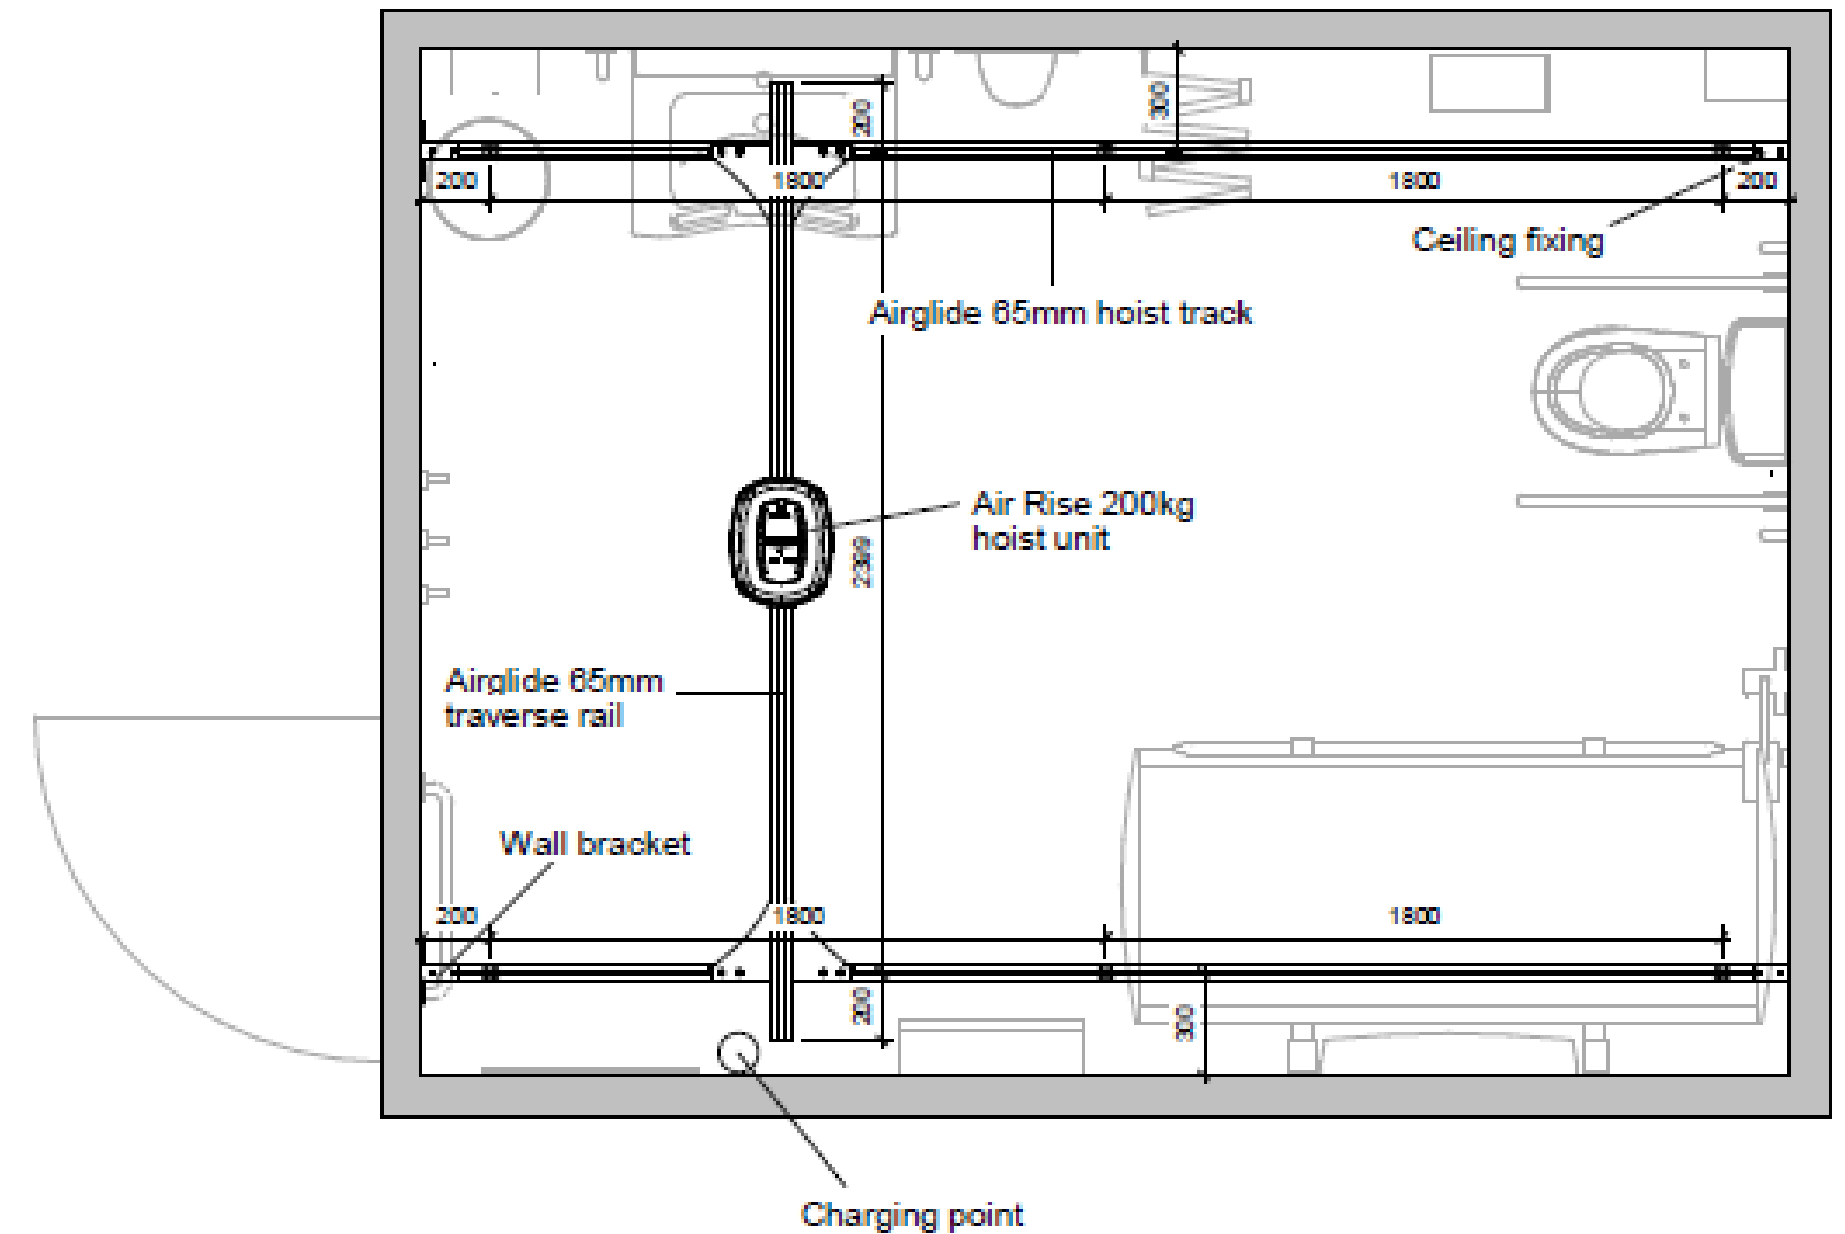 200
300
200
1800
1800
200
Ceiling fixing
Airglide 65mm hoist track
Air Rise 200kg
hoist unit
2399
Airglide 65mm
traverse rail
Wall bracket
200
1800
1800
200
300
Charging point